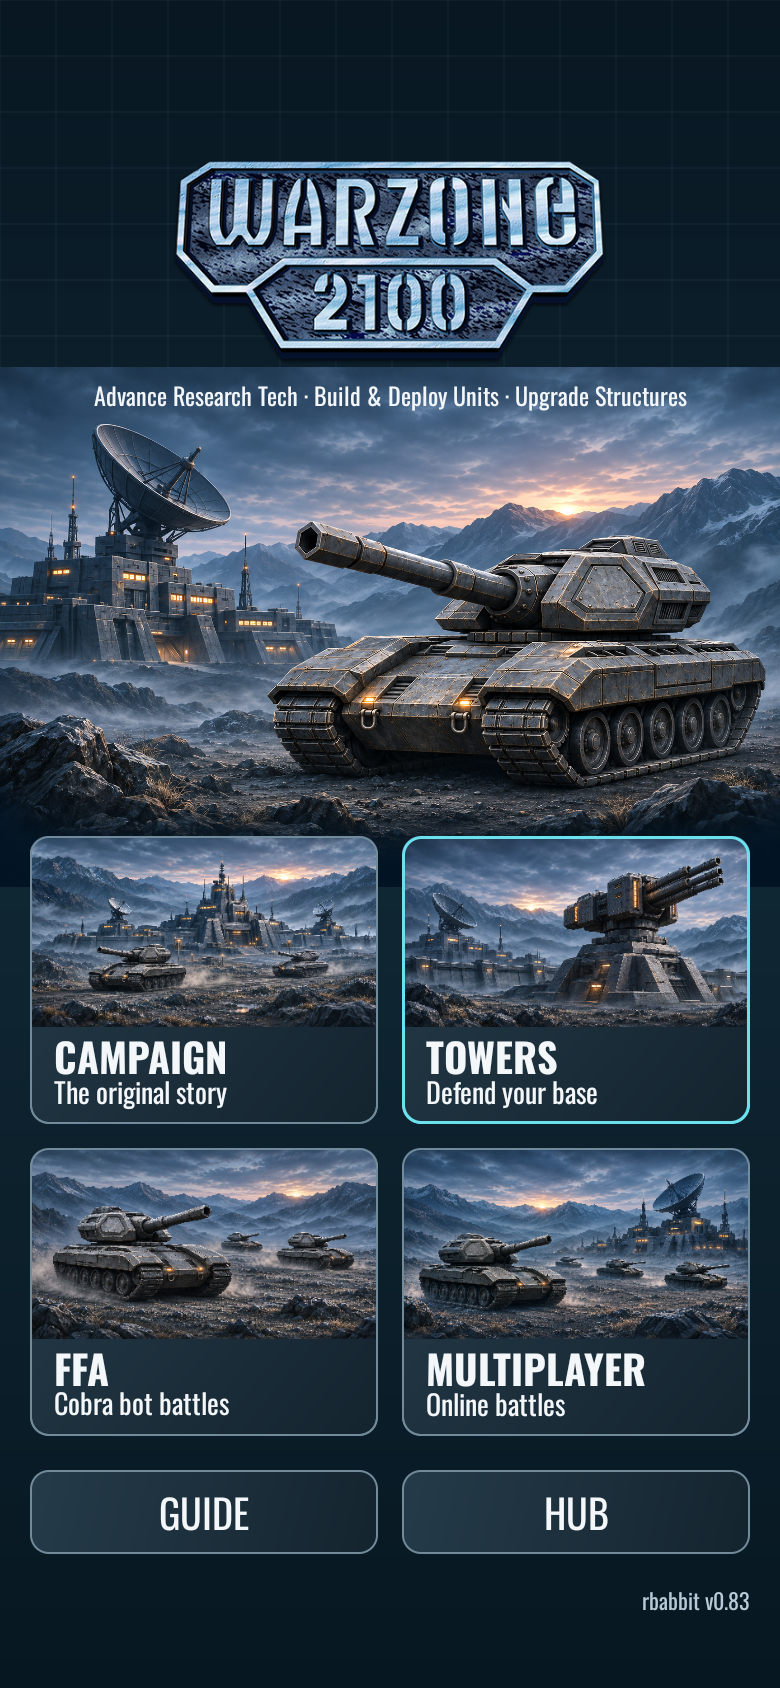 WARZONE
2100
Advance Research Tech · Build & Deploy Units · Upgrade Structures
CAMPAIGN
The original story
TOWERS
Defend your base
FFA
Cobra bot battles
MULTIPLAYER
Online battles
GUIDE
HUB
rbabbit v0.83